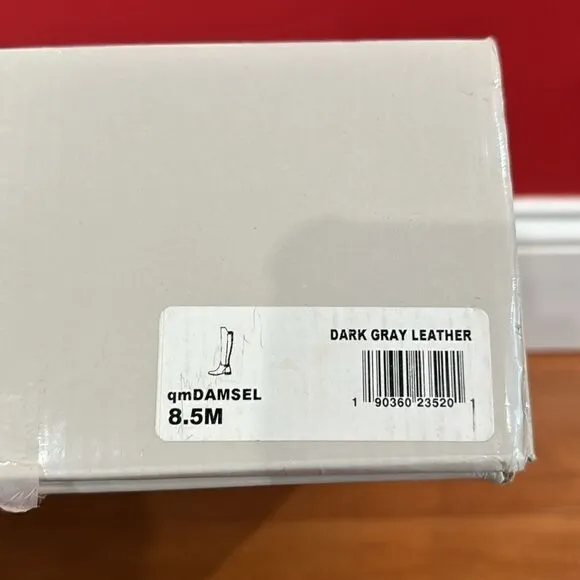 DARK GRAY LEATHER
qmDAMSEL
8.5M
1 90360 23520 1